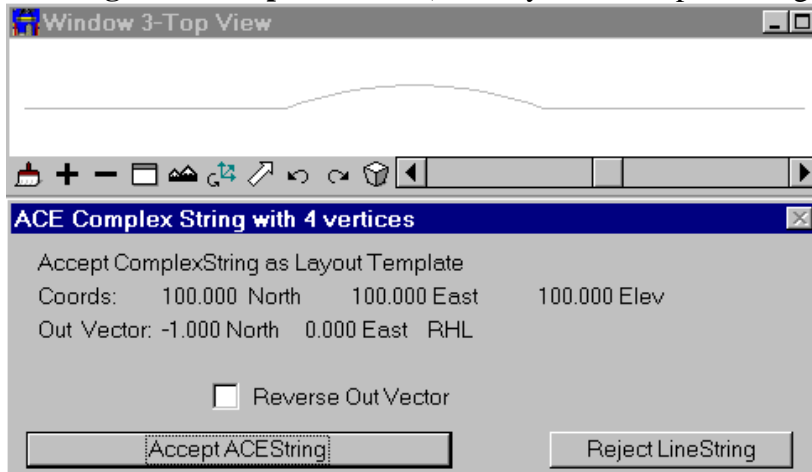 Window 3-Top View
ACE Complex String with 4 vertices
Accept ComplexString as Layout Template
Coords: 100.000 North 100.000 East 100.000 Elev
Out Vector: -1.000 North 0.000 East RHL
Reverse Out Vector
Accept ACEString
Reject LineString